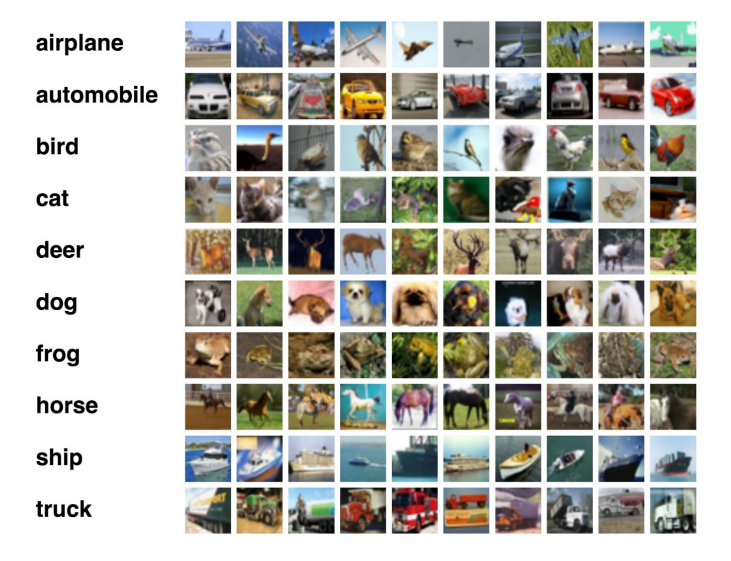 airplane
automobile
bird
cat
deer
dog
frog
horse
ship
truck